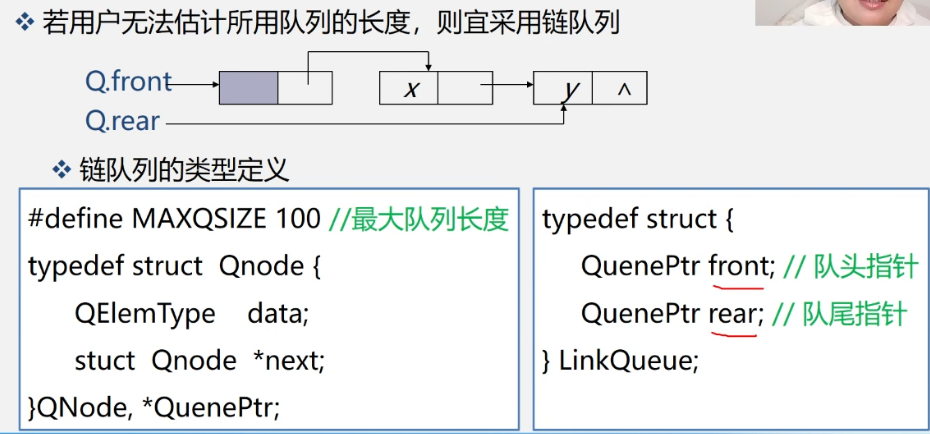 ❖ 若用户无法估计所用队列的长度，则宜采用链队列
Q.front
x
y ∧
Q.rear
❖ 链队列的类型定义
#define MAXQSIZE 100 //最大队列长度
typedef struct Qnode {
QElemType data;
stuct Qnode *next;
}QNode, *QuenePtr;
typedef struct {
QuenePtr front; // 队头指针
QuenePtr rear; // 队尾指针
} LinkQueue;